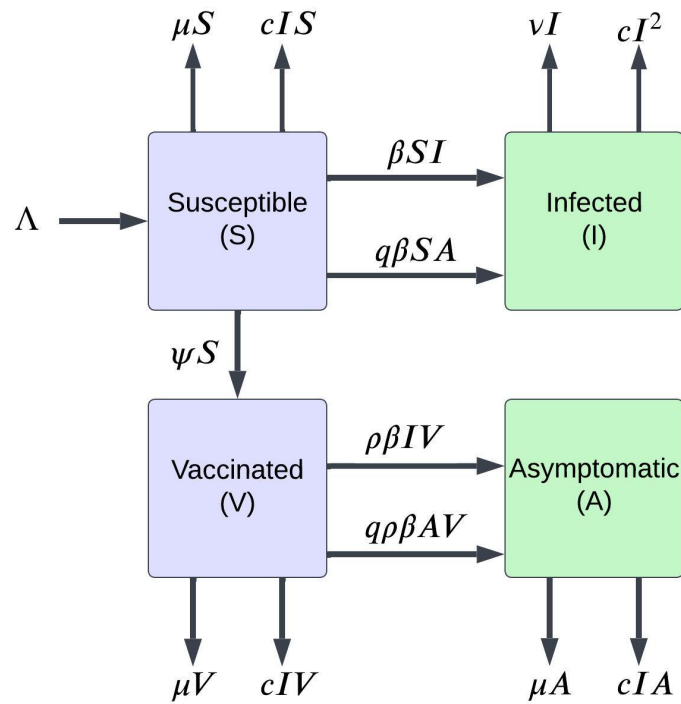 μS
cIS
νI
cI²
Λ
Susceptible
(S)
βSI
qβSA
Infected
(I)
ψS
Vaccinated
(V)
ρβIV
qρβAV
Asymptomatic
(A)
μV
cIV
μA
cIA